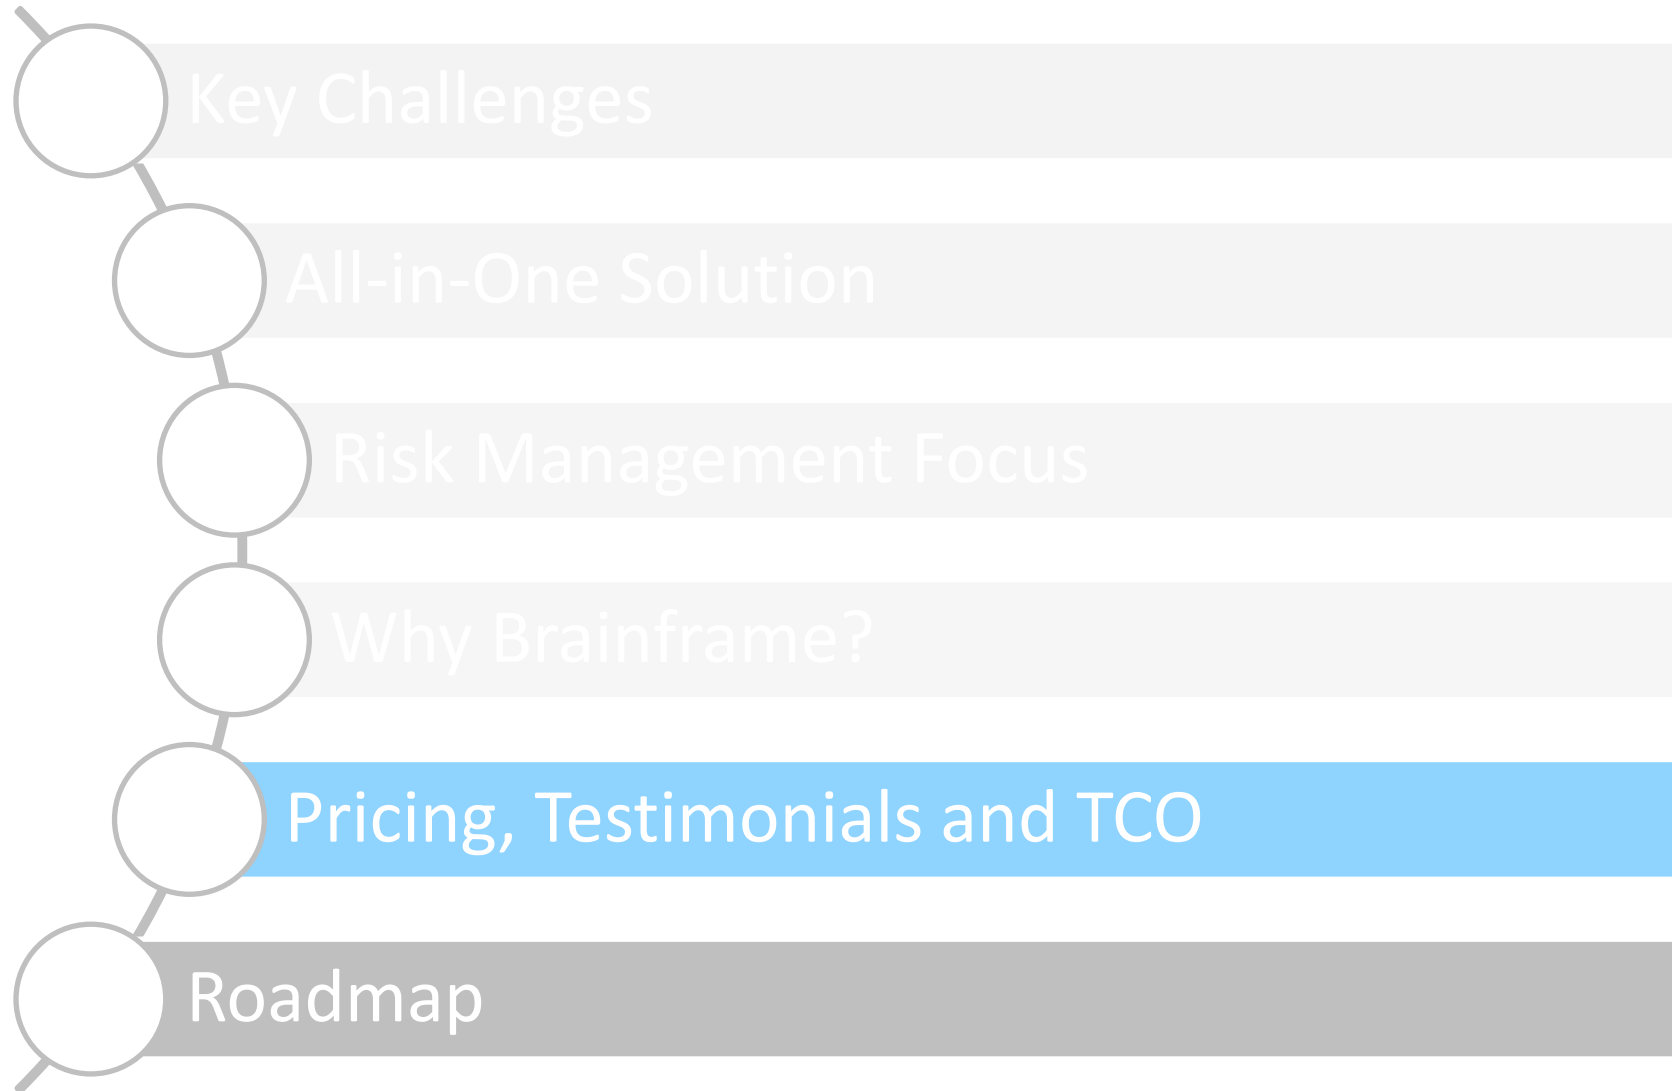 Key Challenges
All-in-One Solution
Risk Management Focus
Why Brainframe?
Pricing, Testimonials and TCO
Roadmap